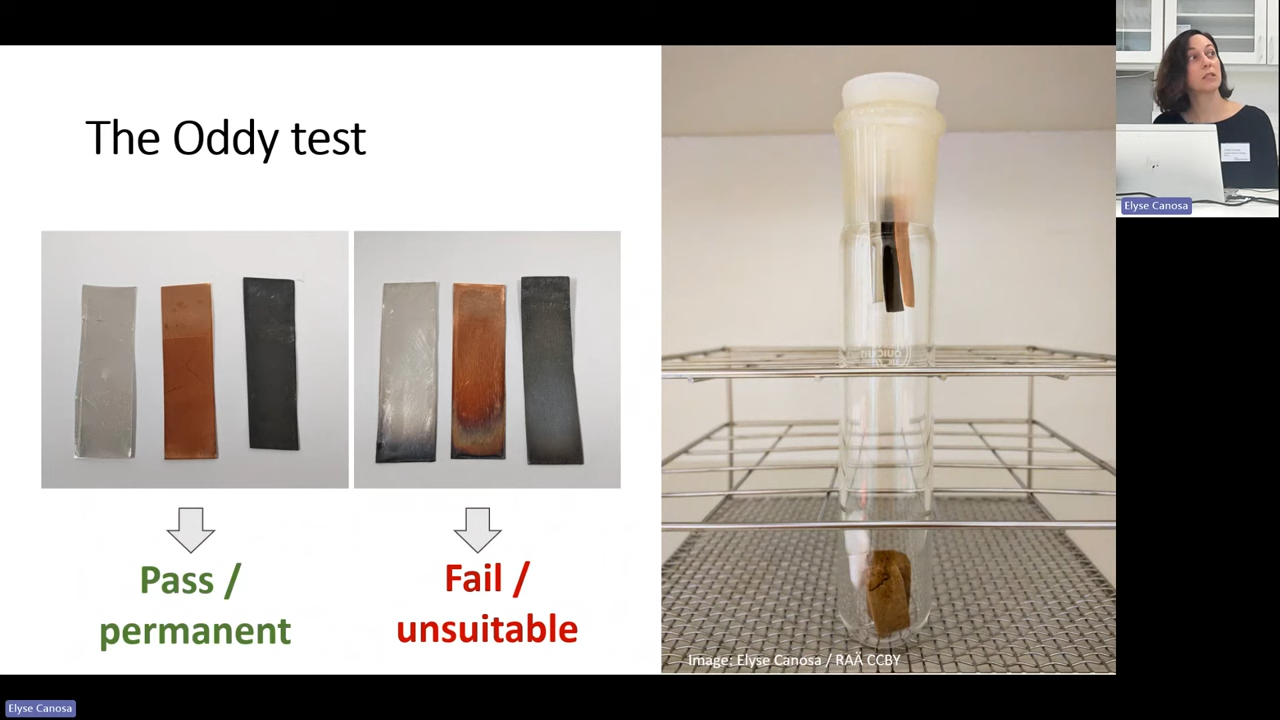 The Oddy test
Pass /
permanent
Fail /
unsuitable
Image: Elyse Canosa / RAÄ CCBY
Elyse Canosa
Elyse Canosa